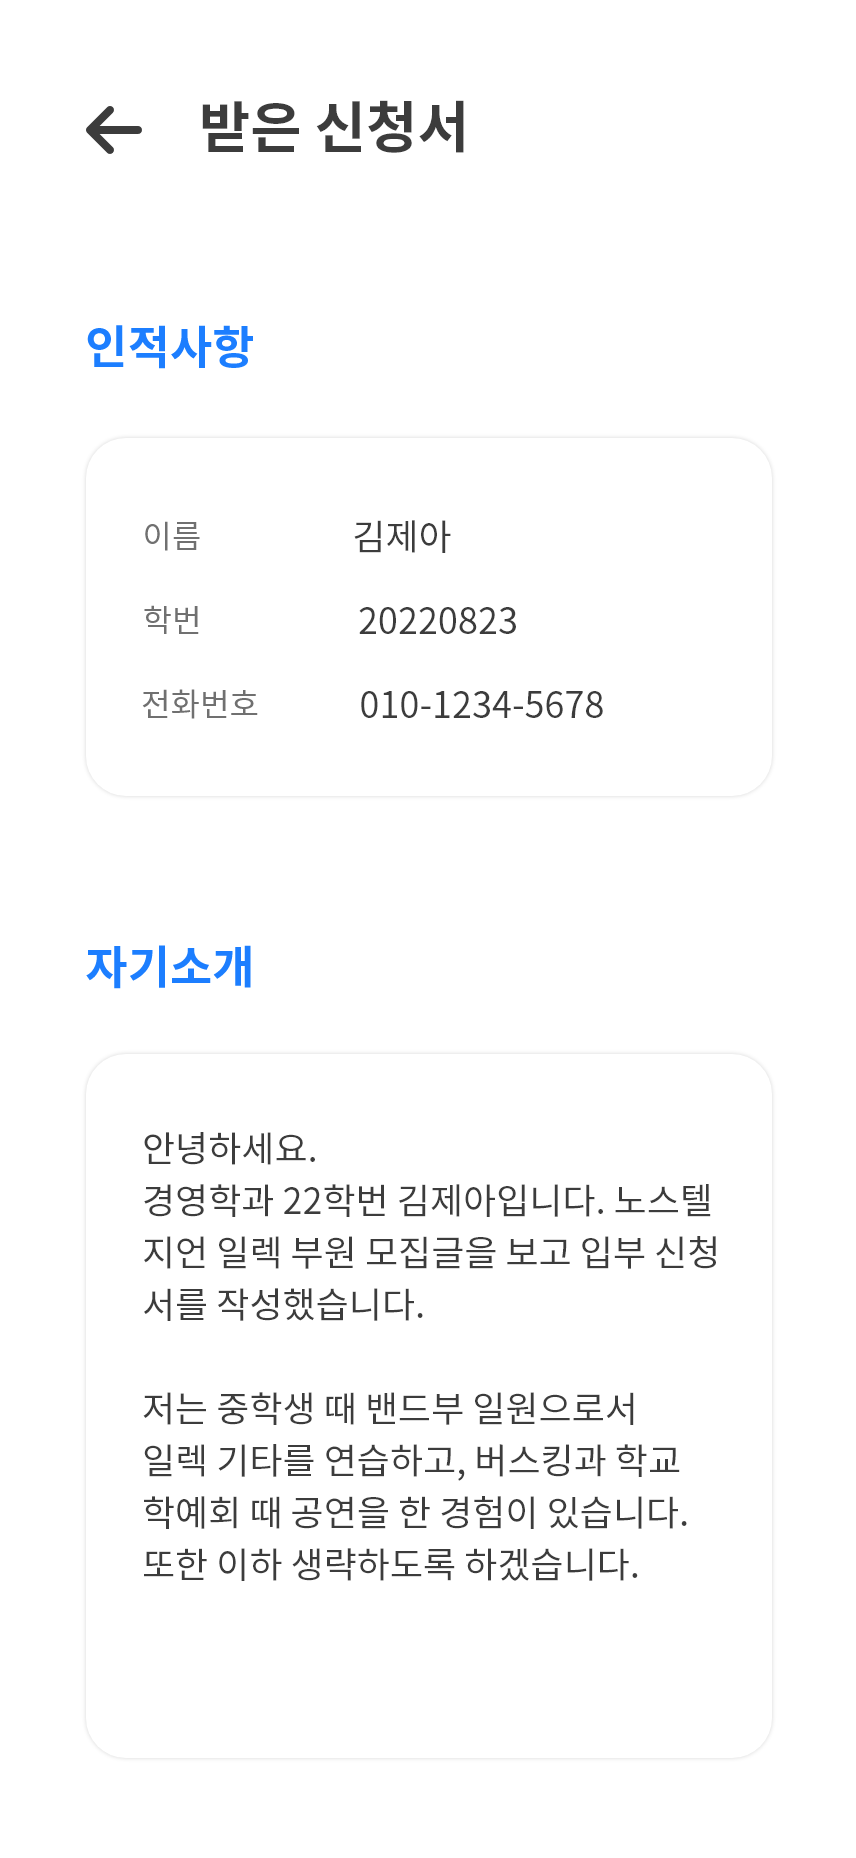 받은 신청서
인적사항
이름 김제아
학번 20220823
전화번호 010-1234-5678
자기소개
안녕하세요.
경영학과 22학번 김제아입니다. 노스텔
지언 일렉 부원 모집글을 보고 입부 신청
서를 작성했습니다.
저는 중학생 때 밴드부 일원으로서
일렉 기타를 연습하고, 버스킹과 학교
학예회 때 공연을 한 경험이 있습니다.
또한 이하 생략하도록 하겠습니다.